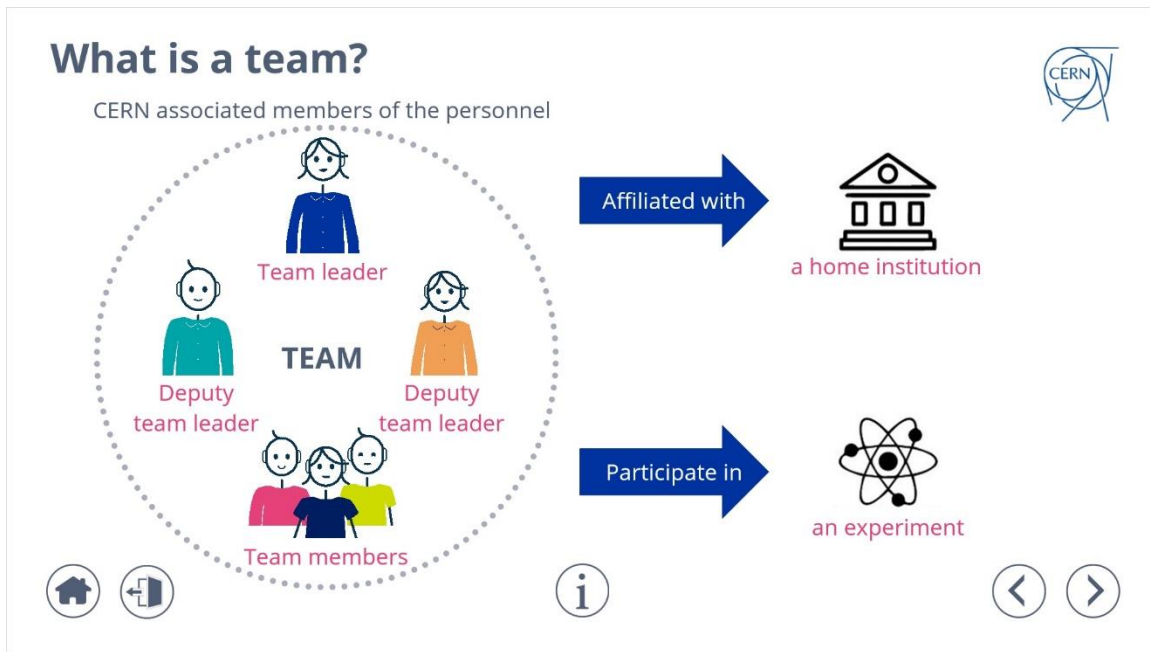 What is a team?
CERN
CERN associated members of the personnel
Team leader
Deputy
team leader
TEAM
Deputy
team leader
Team members
Affiliated with
a home institution
Participate in
an experiment
i